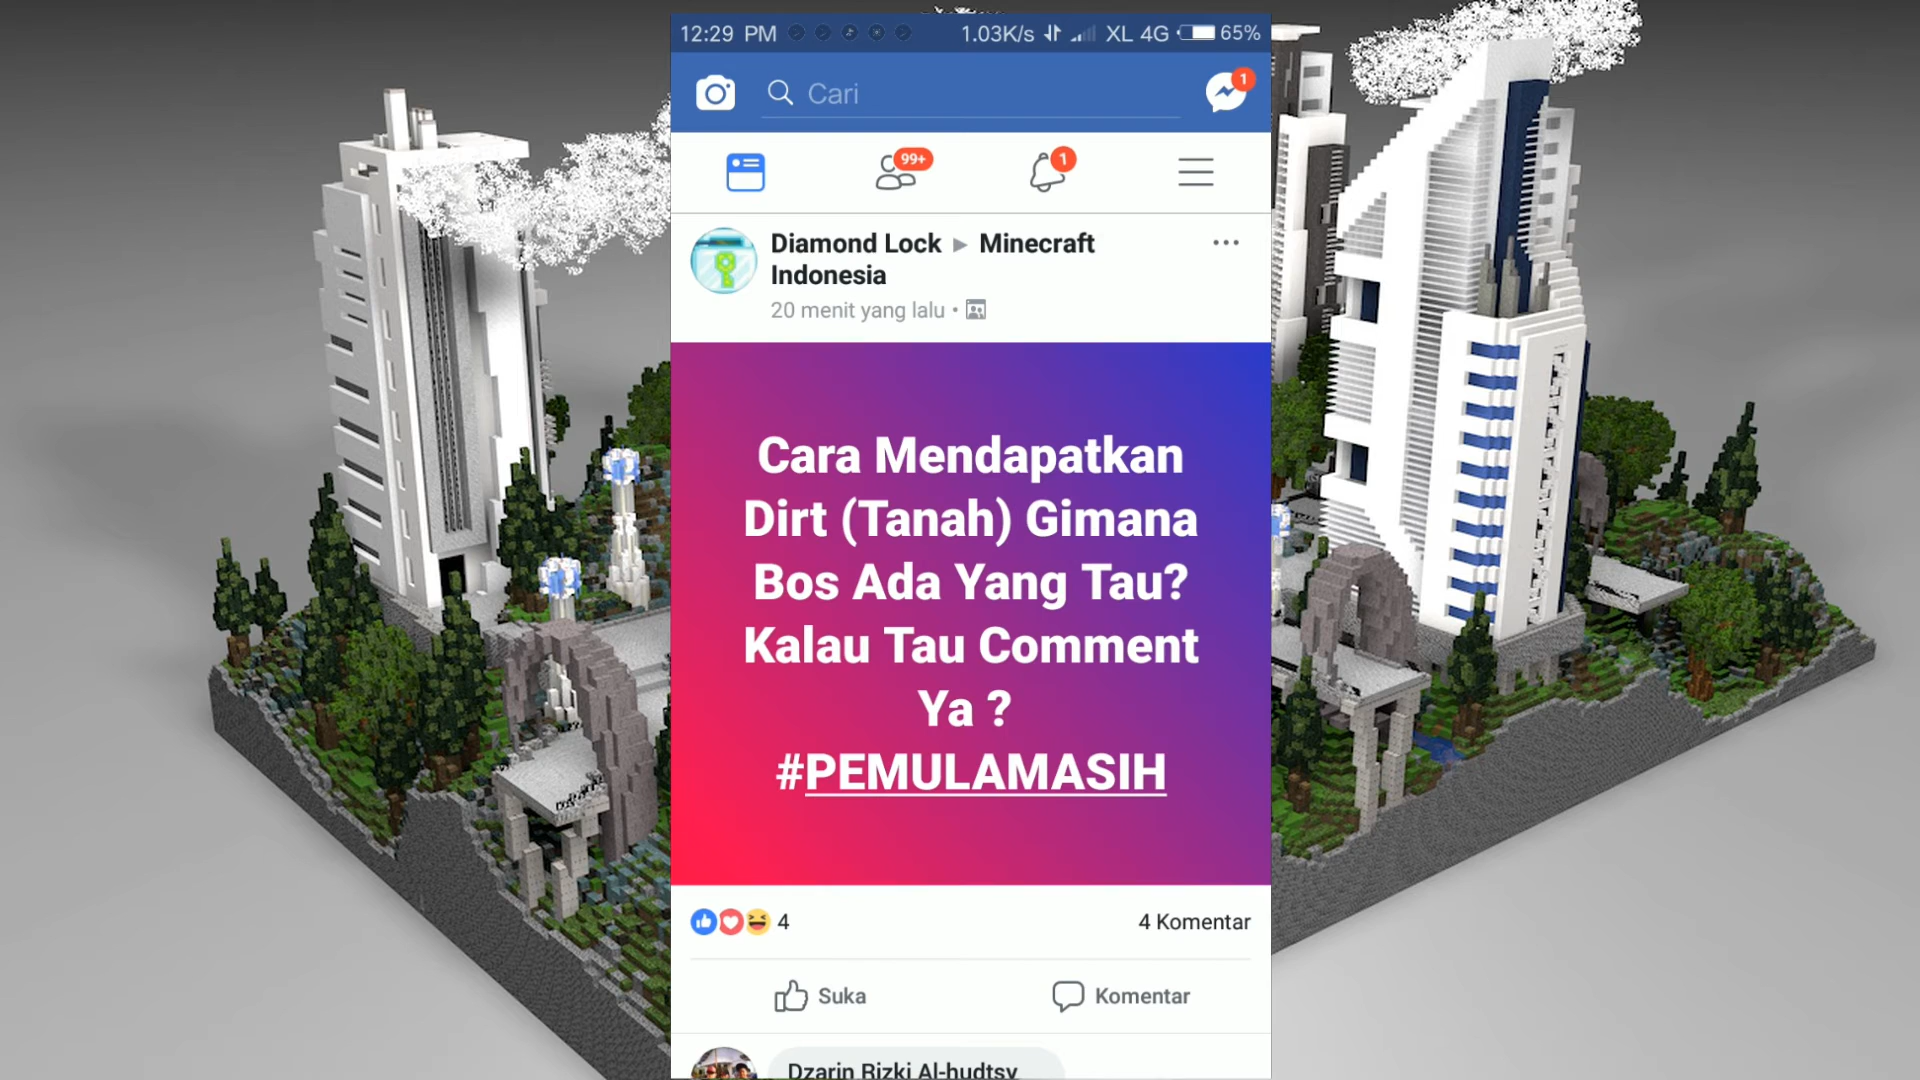 12:29 PM 1.03K/s XL 4G 65%
Cari
1
99+
1
Diamond Lock ▸ Minecraft
Indonesia
20 menit yang lalu •
Cara Mendapatkan
Dirt (Tanah) Gimana
Bos Ada Yang Tau?
Kalau Tau Comment
Ya ?
#PEMULAMASIH
4
4 Komentar
Suka
Komentar
Dzarin Rizki Al-hudtsy